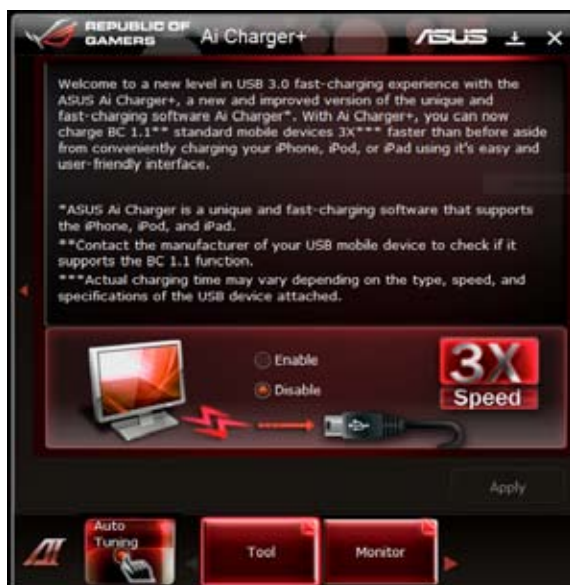 REPUBLIC OF
GAMERS
Ai Charger+
ASUS
Welcome to a new level in USB 3.0 fast-charging experience with the
ASUS Ai Charger+, a new and improved version of the unique and
fast-charging software Ai Charger*. With Ai Charger+, you can now
charge BC 1.1** standard mobile devices 3X*** faster than before aside
from conveniently charging your iPhone, iPod, or iPad using it's easy and
user-friendly interface.
*ASUS Ai Charger is a unique and fast-charging software that supports
the iPhone, iPod, and iPad.
**Contact the manufacturer of your USB mobile device to check if it
supports the BC 1.1 function.
***Actual charging time may vary depending on the type, speed, and
specifications of the USB device attached.
Enable
Disable
3X
Speed
Apply
AI
Auto
Tuning
Tool
Monitor